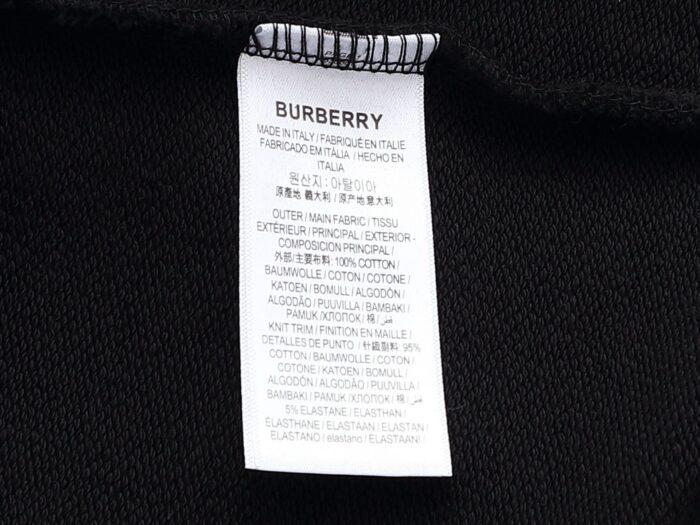 BURBERRY
MADE IN ITALY / FABRIQUÉ EN ITALIE
FABRICADO EM ITÀLIA / HECHO EN
ITALIA
원산지 : 아탈이아
原產地 義大利 / 原产地 意大利
OUTER / MAIN FABRIC / TISSU
EXTÉRIEUR / PRINCIPAL / EXTERIOR -
COMPOSICION PRINCIPAL /
外部/主要布料: 100% COTTON /
BAUMWOLLE / COTON / COTONE /
KATOEN / BOMULL / ALGODÓN /
ALGODÃO / PUUVILLA / BAMBAKI /
PAMUK / ХЛОПОК / 棉 /
KNIT TRIM / FINITION EN MAILLE /
DETALLES DE PUNTO / 針織副料: 95%
COTTON / BAUMWOLLE / COTON /
COTONE / KATOEN / BOMULL /
ALGODÓN / ALGODÃO / PUUVILLA /
BAMBAKI / PAMUK / ХЛОПОК / 棉 /
5% ELASTANE / ELASTHAN /
ÉLASTHANE / ELASTAAN / ELASTAN /
ELASTANO / elastano / ELASTAANI /